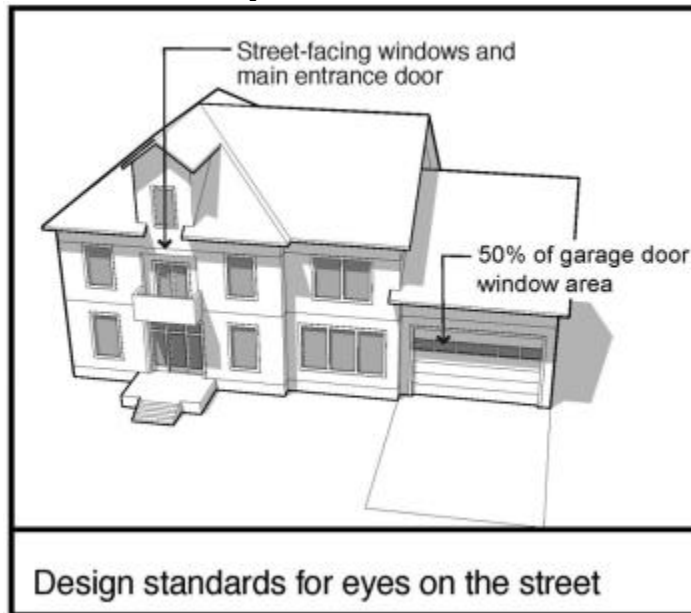 Street-facing windows and
main entrance door
50% of garage door
window area
Design standards for eyes on the street